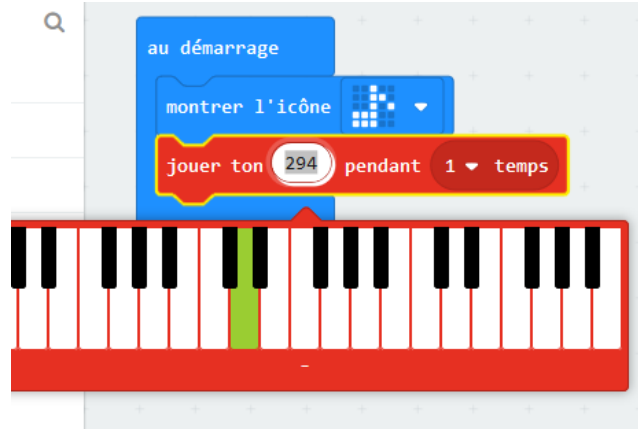 au démarrage
montrer l'icône
jouer ton 294 pendant 1 temps
-